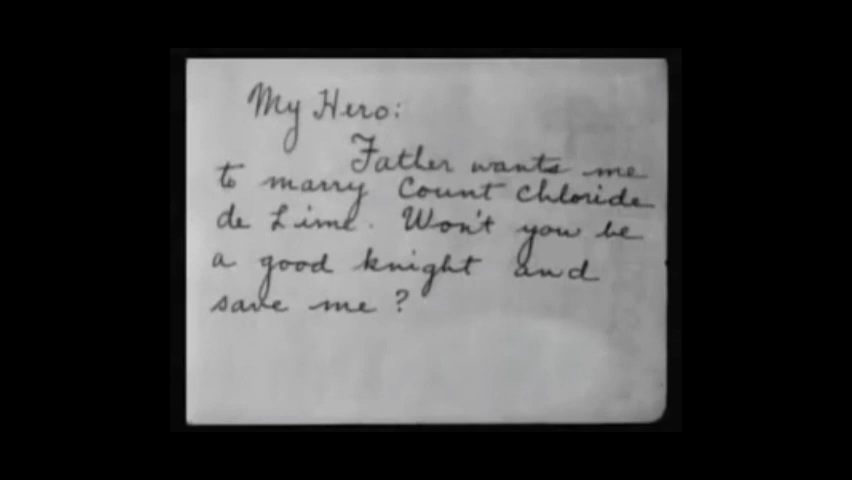 My Hero:
Father wants me
to marry Count Chloride
de Lime. Won't you be
a good knight and
save me?